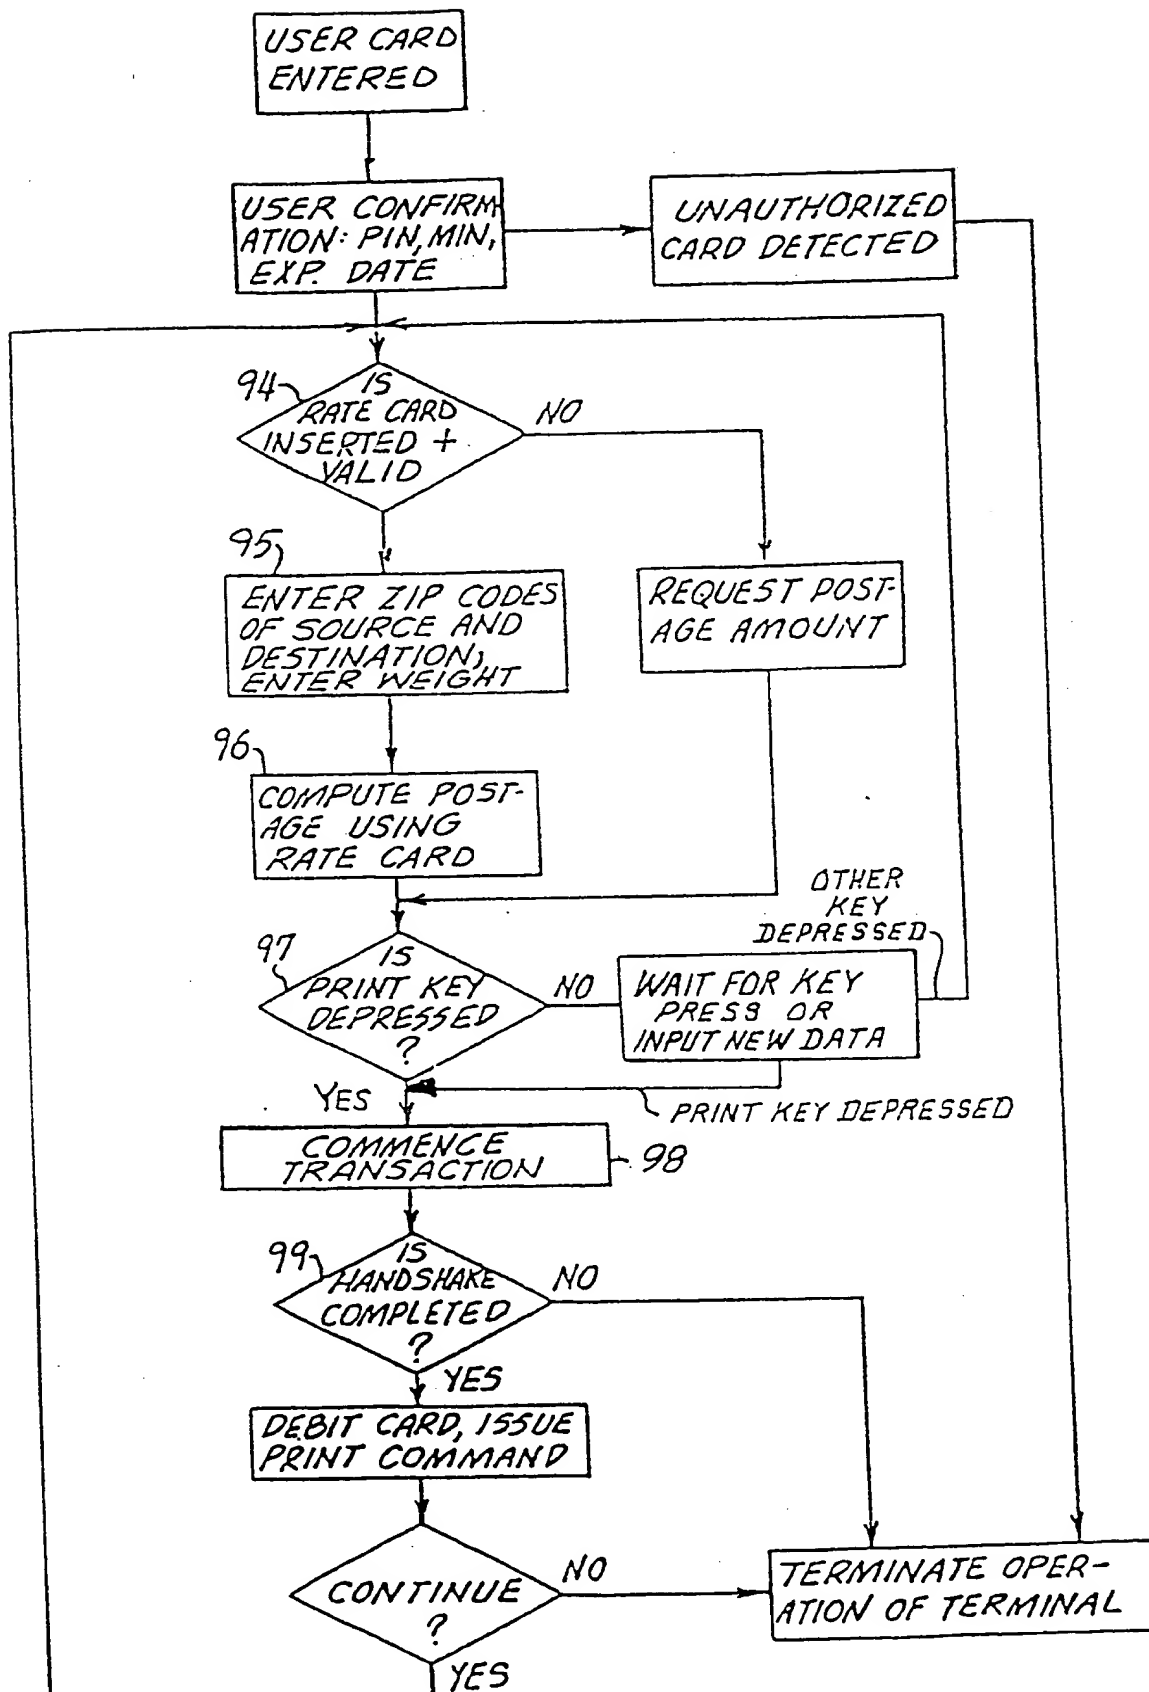 USER CARD
ENTERED
USER CONFIRM-
ATION: PIN, MIN,
EXP. DATE
UNAUTHORIZED
CARD DETECTED
94
IS
RATE CARD
INSERTED +
VALID
NO
95
ENTER ZIP CODES
OF SOURCE AND
DESTINATION,
ENTER WEIGHT
REQUEST POST-
AGE AMOUNT
96
COMPUTE POST-
AGE USING
RATE CARD
OTHER
KEY
DEPRESSED
97
IS
PRINT KEY
DEPRESSED
?
NO
WAIT FOR KEY
PRESS OR
INPUT NEW DATA
YES
PRINT KEY DEPRESSED
COMMENCE
TRANSACTION
98
99
IS
HANDSHAKE
COMPLETED
?
NO
YES
DEBIT CARD, ISSUE
PRINT COMMAND
CONTINUE
?
NO
TERMINATE OPER-
ATION OF TERMINAL
YES